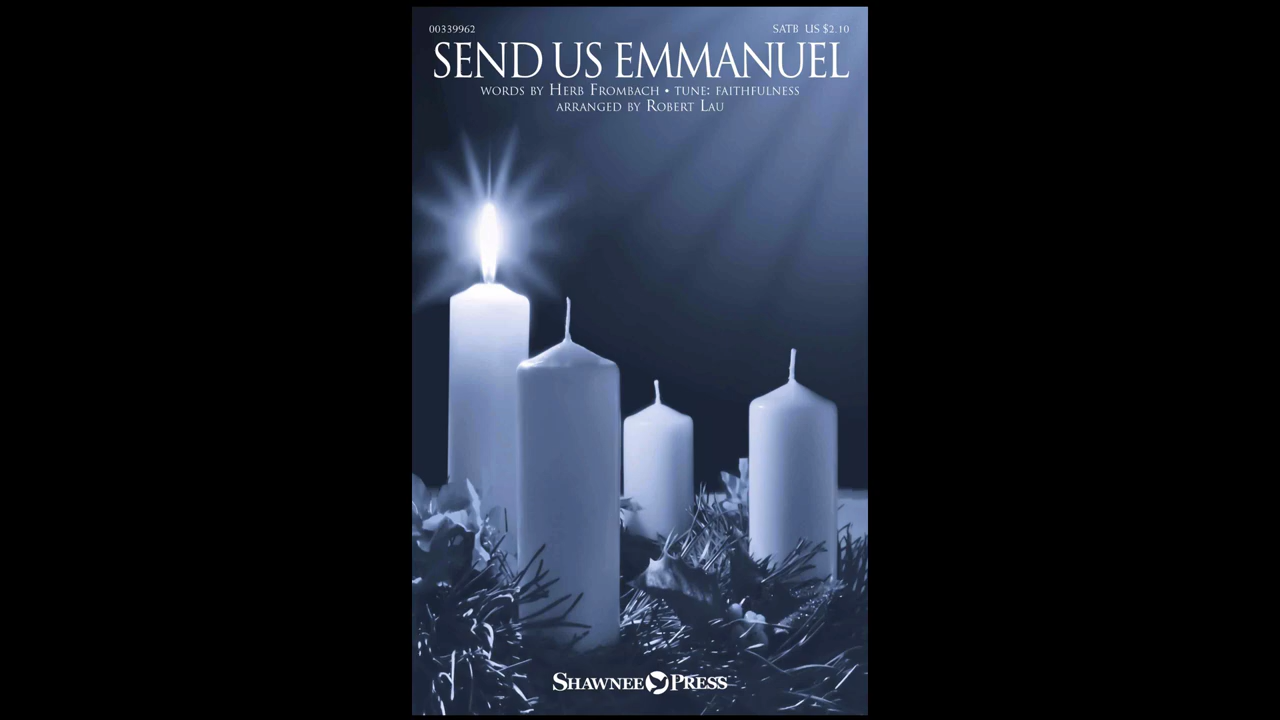 00339962
SATB US $2.10
SEND US EMMANUEL
WORDS BY HERB FROMBACH • TUNE: FAITHFULNESS
ARRANGED BY ROBERT LAU
SHAWNEE PRESS